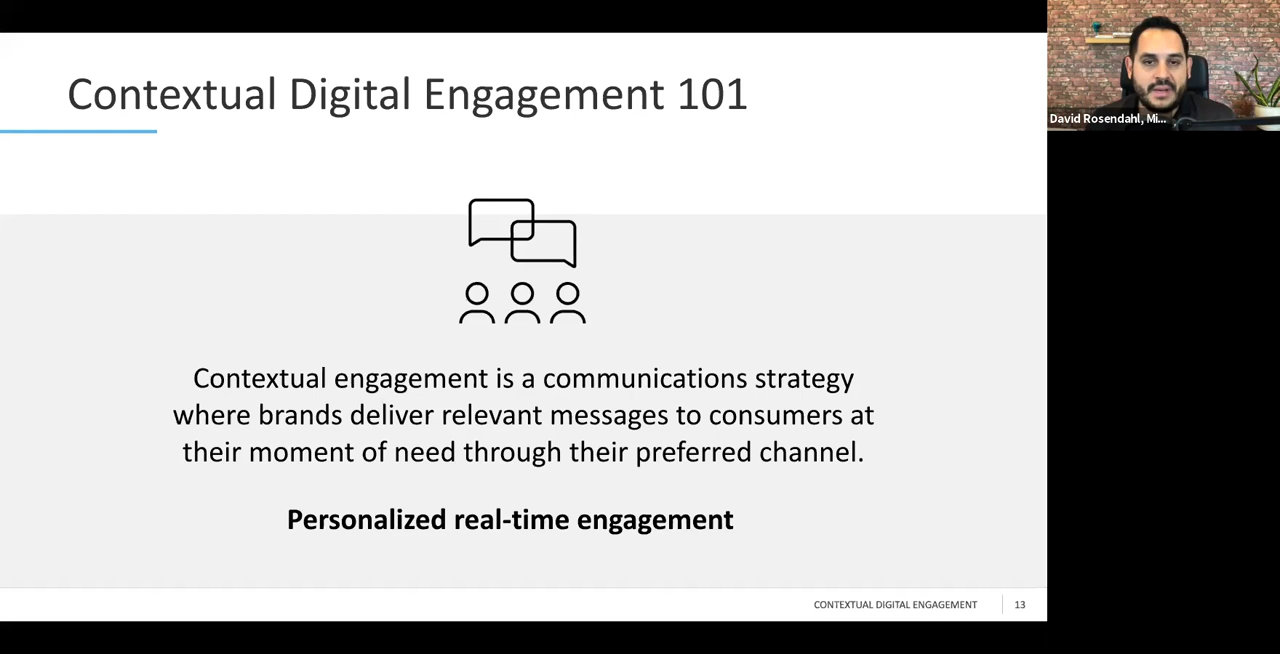 Contextual Digital Engagement 101
David Rosendahl, Mi...
Contextual engagement is a communications strategy
where brands deliver relevant messages to consumers at
their moment of need through their preferred channel.
Personalized real-time engagement
CONTEXTUAL DIGITAL ENGAGEMENT
13